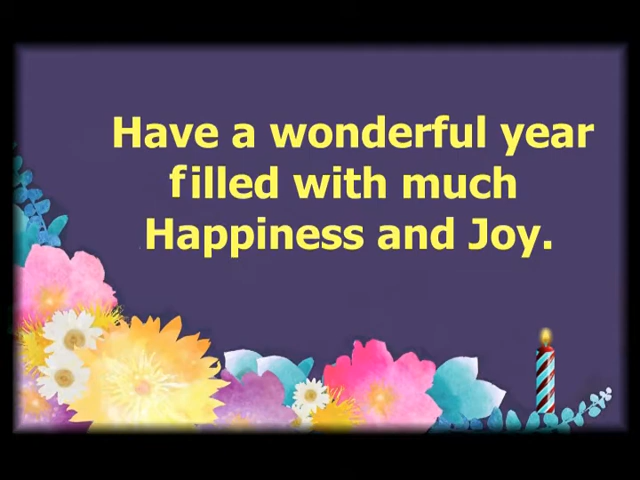 Have a wonderful year
filled with much
Happiness and Joy.